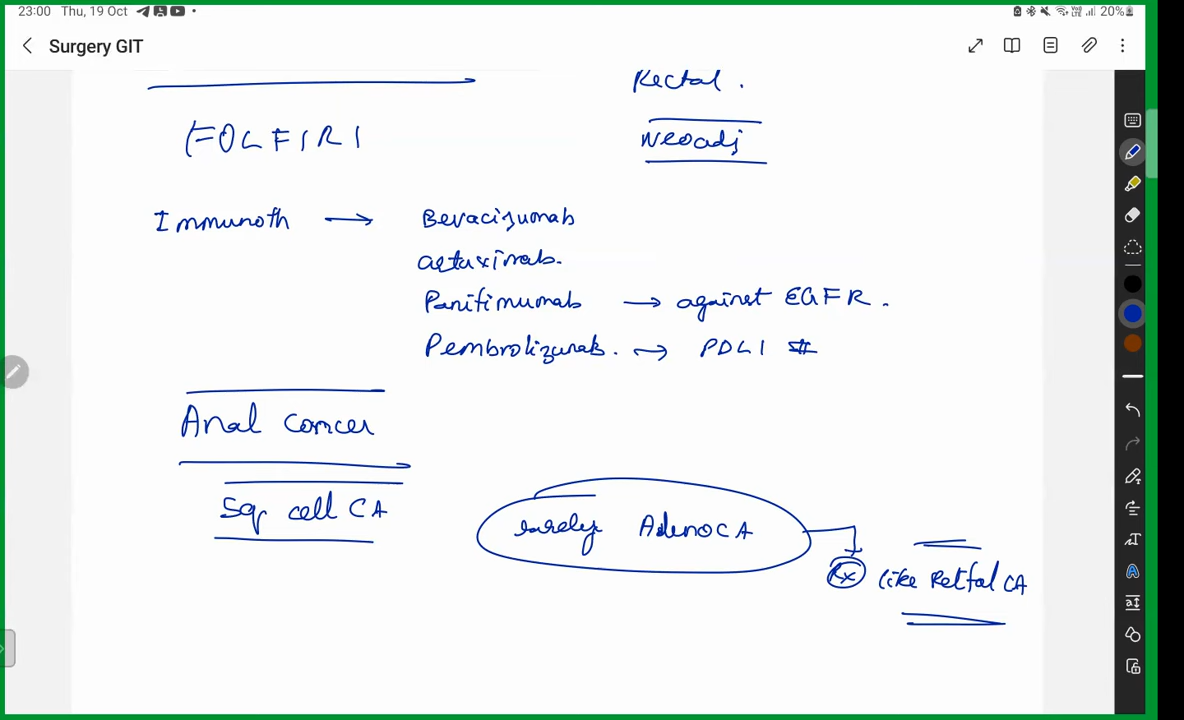 23:00 Thu, 19 Oct
20%
Surgery GIT
Rectal.
FOLFIRI
Neoadj
Immunoth → Bevacizumab
Cetuximab.
Panitimumab → against EGFR.
Pembrolizumab. → PDL1
Anal cancer
Sq cell CA
rarely AdenoCA
Rx like Rectal CA